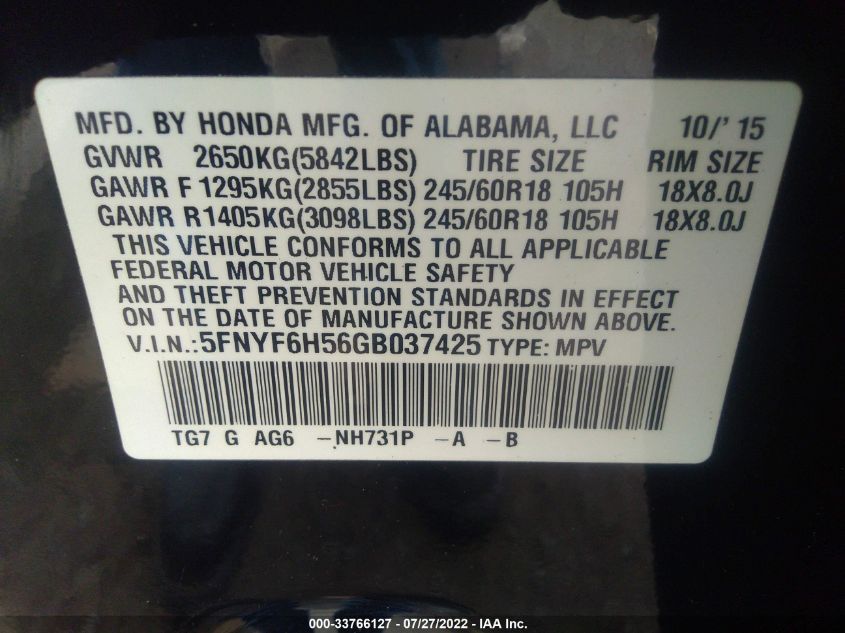 MFD. BY HONDA MFG. OF ALABAMA, LLC 10/' 15
GVWR 2650KG(5842LBS) TIRE SIZE RIM SIZE
GAWR F 1295KG(2855LBS) 245/60R18 105H 18X8.0J
GAWR R1405KG(3098LBS) 245/60R18 105H 18X8.0J
THIS VEHICLE CONFORMS TO ALL APPLICABLE
FEDERAL MOTOR VEHICLE SAFETY
AND THEFT PREVENTION STANDARDS IN EFFECT
ON THE DATE OF MANUFACTURE SHOWN ABOVE.
V.I.N.:5FNYF6H56GB037425 TYPE: MPV
TG7 G AG6 -NH731P -A -B
000-33766127 - 07/27/2022 - IAA Inc.